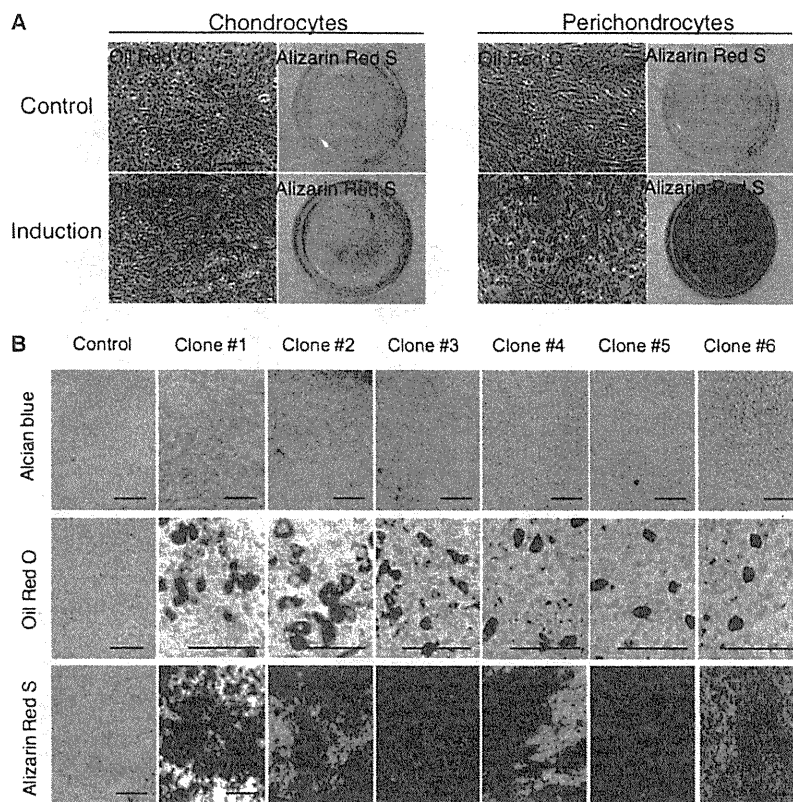 A
Chondrocytes
Perichondrocytes
Oil Red O
Alizarin Red S
Oil Red O
Alizarin Red S
Control
Alizarin Red S
Alizarin Red S
Induction
B
Control
Clone #1
Clone #2
Clone #3
Clone #4
Clone #5
Clone #6
Alcian blue
Oil Red O
Alizarin Red S